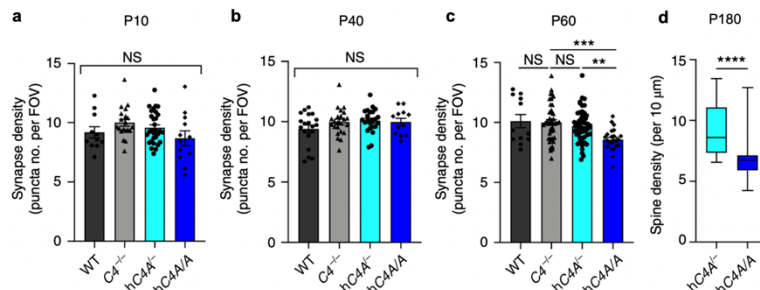 a
P10
NS
Synapse density
(puncta no. per FOV)
15
10
5
0
WT
C4⁻/⁻
hC4A/⁻
hC4A/A
b
P40
NS
Synapse density
(puncta no. per FOV)
15
10
5
0
WT
C4⁻/⁻
hC4A/⁻
hC4A/A
c
P60
***
NS
NS
**
Synapse density
(puncta no. per FOV)
15
10
5
0
WT
C4⁻/⁻
hC4A/⁻
hC4A/A
d
P180
****
Spine density (per 10 µm)
15
10
5
0
hC4A/⁻
hC4A/A